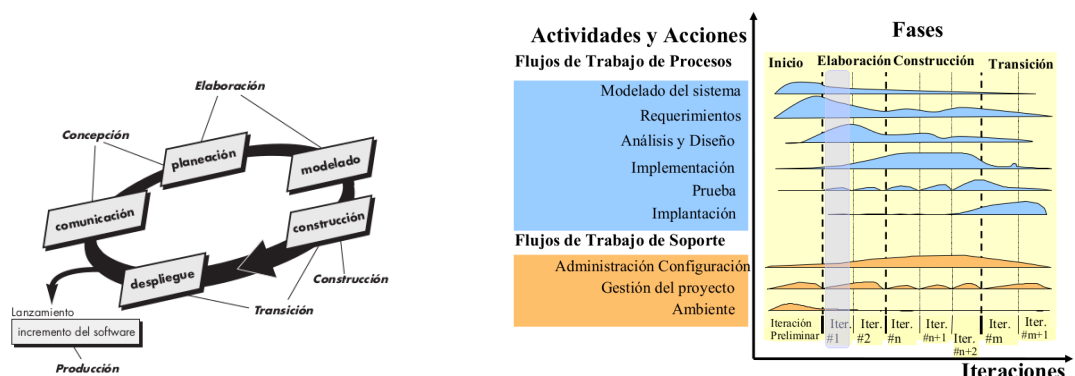 Elaboración
Concepción
planeación
modelado
comunicación
construcción
despliegue
Construcción
Transición
Lanzamiento
incremento del software
Producción
Actividades y Acciones
Fases
Flujos de Trabajo de Procesos
Inicio
Elaboración
Construcción
Transición
Modelado del sistema
Requerimientos
Análisis y Diseño
Implementación
Prueba
Implantación
Flujos de Trabajo de Soporte
Administración Configuración
Gestión del proyecto
Ambiente
Iteración
Preliminar
Iter.
#1
Iter.
#2
Iter.
#n
Iter.
#n+1
Iter.
#n+2
Iter.
#m
Iter.
#m+1
Iteraciones